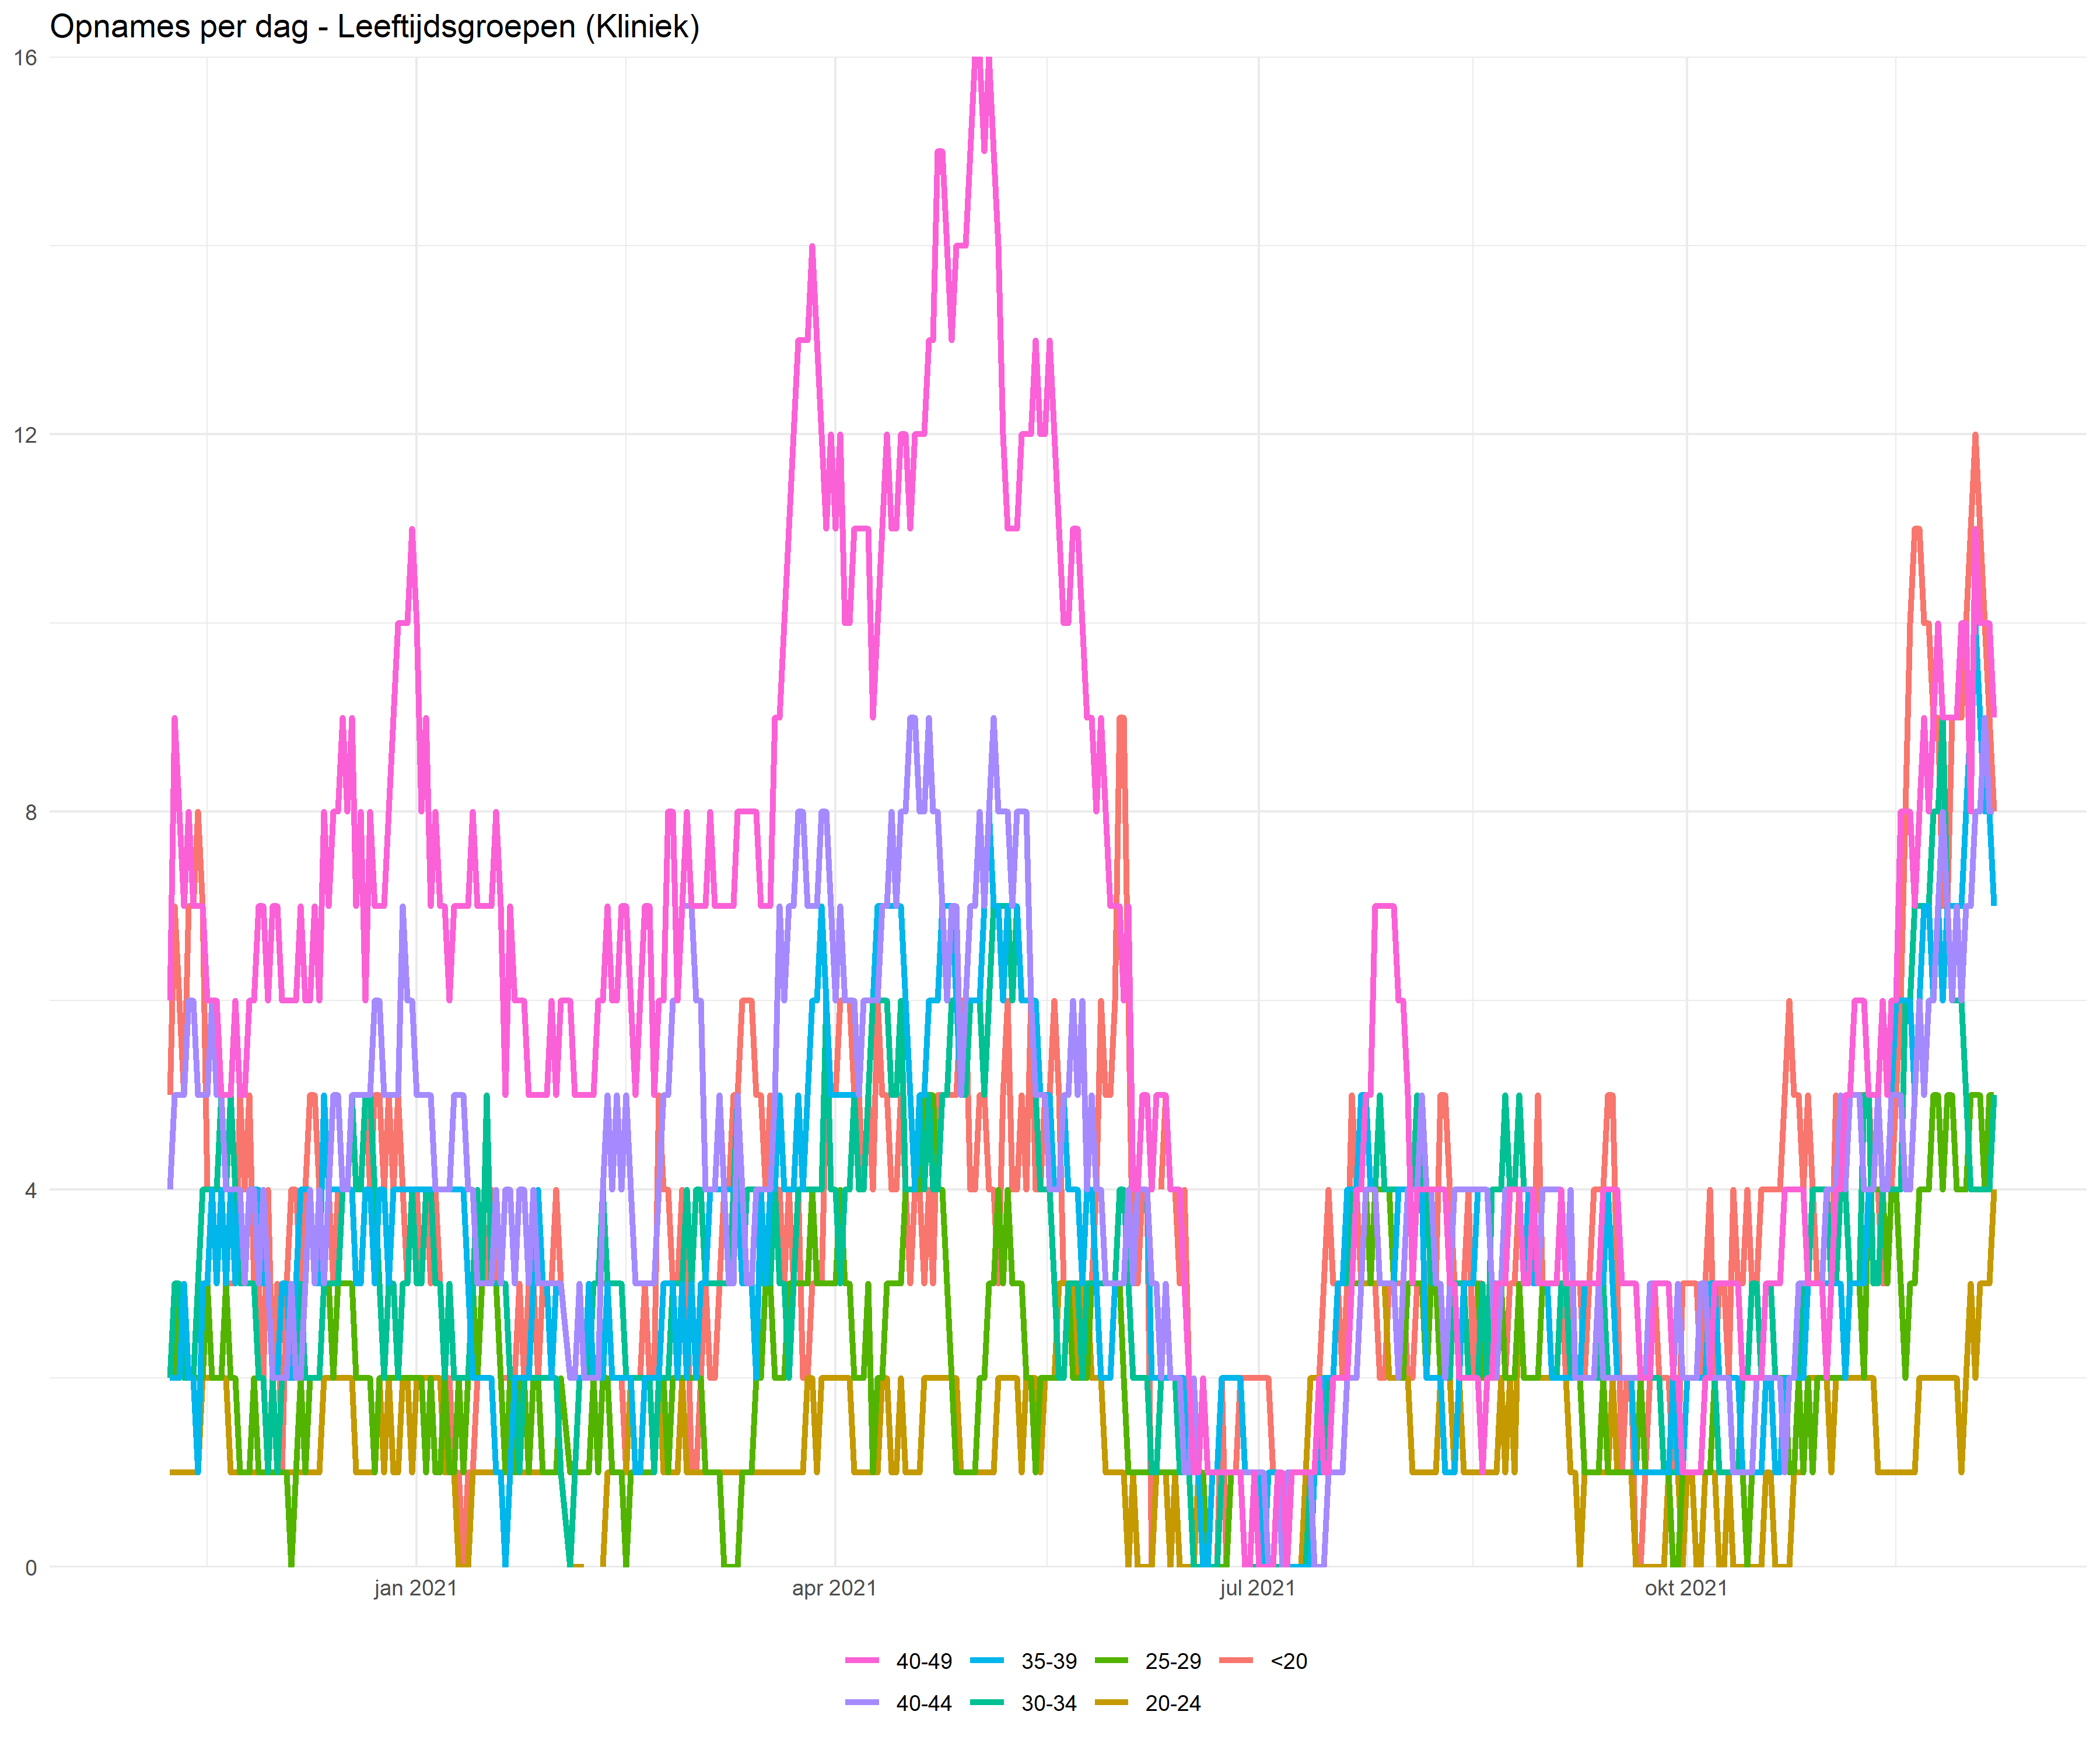 Opnames per dag - Leeftijdsgroepen (Kliniek)
16
12
8
4
0
jan 2021 apr 2021 jul 2021 okt 2021
40-49 35-39 25-29 <20
40-44 30-34 20-24